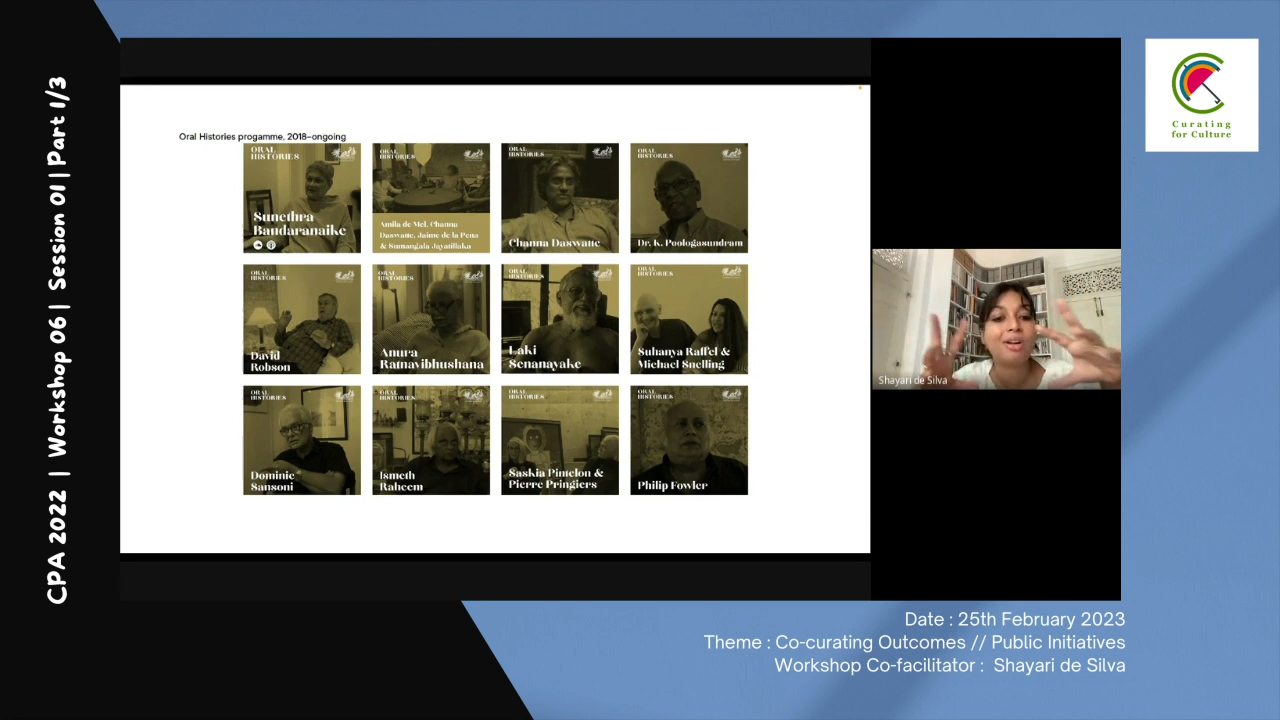 CPA 2022 | Workshop 06 | Session 01 | Part 1/3
Oral Histories progamme, 2018–ongoing
ORAL
HISTORIES
Sunethra
Bandaranaike
ORAL
HISTORIES
Amila de Mel, Channa
Daswatte, Jaime de la Pena
& Sumangala Jayatillaka
ORAL
HISTORIES
Channa Daswatte
ORAL
HISTORIES
Dr. K. Poologasundram
ORAL
HISTORIES
David
Robson
ORAL
HISTORIES
Anura
Ratnavibhushana
ORAL
HISTORIES
Laki
Senanayake
ORAL
HISTORIES
Suhanya Raffel &
Michael Snelling
ORAL
HISTORIES
Dominic
Sansoni
ORAL
HISTORIES
Ismeth
Raheem
ORAL
HISTORIES
Saskia Pintelon &
Pierre Pringiers
ORAL
HISTORIES
Philip Fowler
Shayari de Silva
Curating
for Culture
Date : 25th February 2023
Theme : Co-curating Outcomes // Public Initiatives
Workshop Co-facilitator : Shayari de Silva